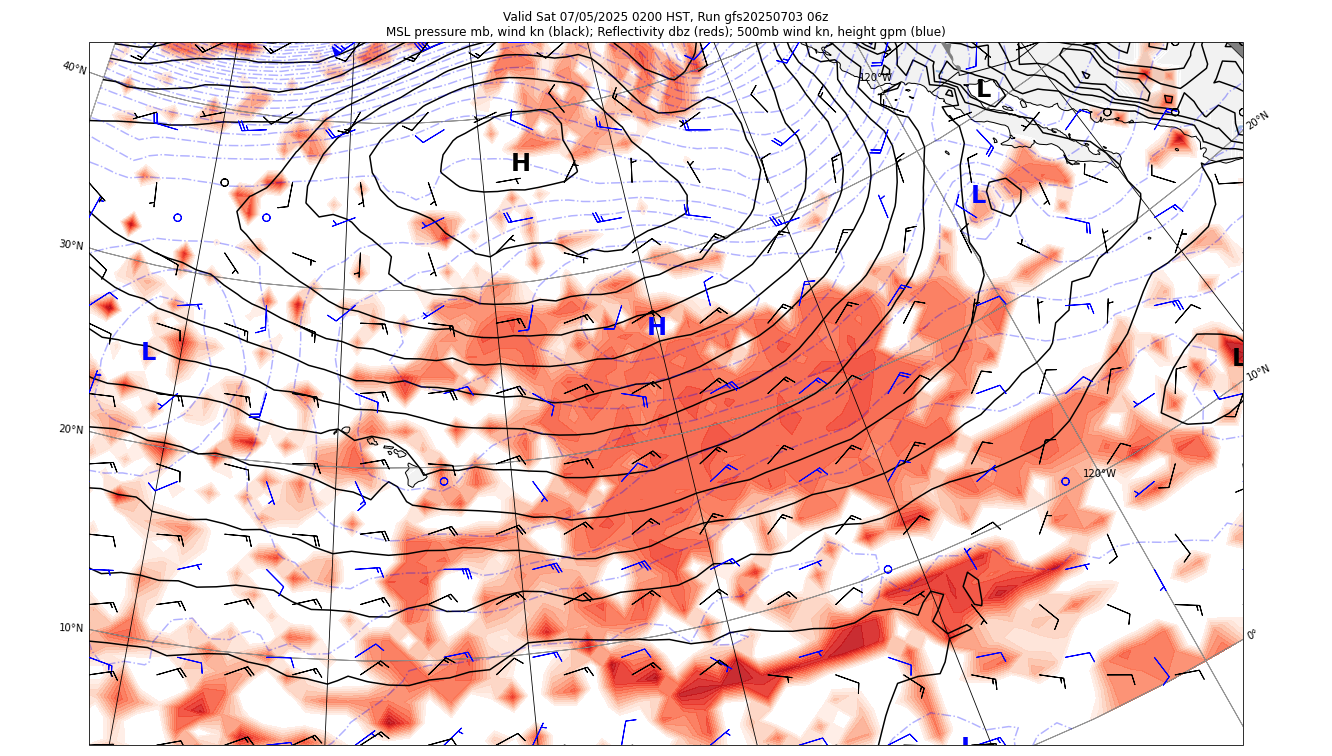 Valid Sat 07/05/2025 0200 HST, Run gfs20250703 06z
MSL pressure mb, wind kn (black); Reflectivity dbz (reds); 500mb wind kn, height gpm (blue)
40°N
120°W
L
20°N
H
L
30°N
H
L
L
10°N
20°N
120°W
10°N
0°
L